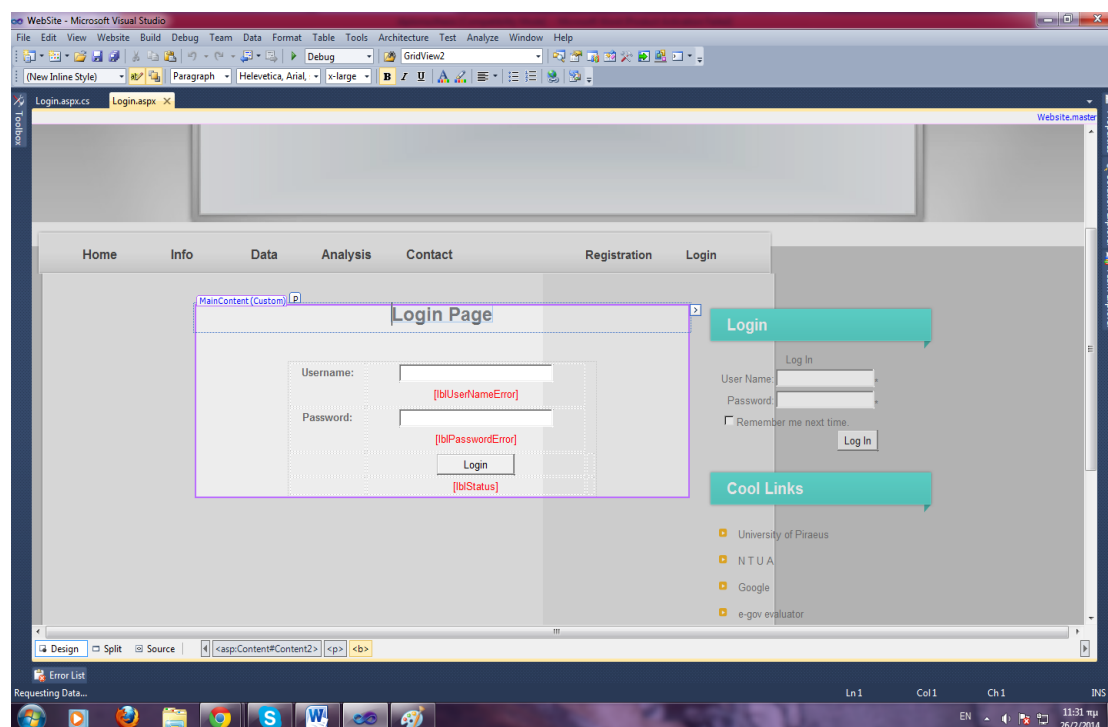 WebSite - Microsoft Visual Studio
File Edit View Website Build Debug Team Data Format Table Tools Architecture Test Analyze Window Help
Debug GridView2
(New Inline Style) Paragraph Helvetica, Arial, x-large B I U A
Login.aspx.cs Login.aspx
Toolbox
Website.master
Home Info Data Analysis Contact Registration Login
MainContent (Custom) P
Login Page
Login
Username:
[lblUserNameError]
Password:
[lblPasswordError]
Login
[lblStatus]
Log In
User Name: *
Password: *
Remember me next time.
Log In
Cool Links
University of Piraeus
N T U A
Google
e-gov evaluator
Design Split Source <asp:Content#Content2> <p> <b>
Error List
Requesting Data... Ln 1 Col 1 Ch 1 INS
EN 11:31 πμ
26/2/2014